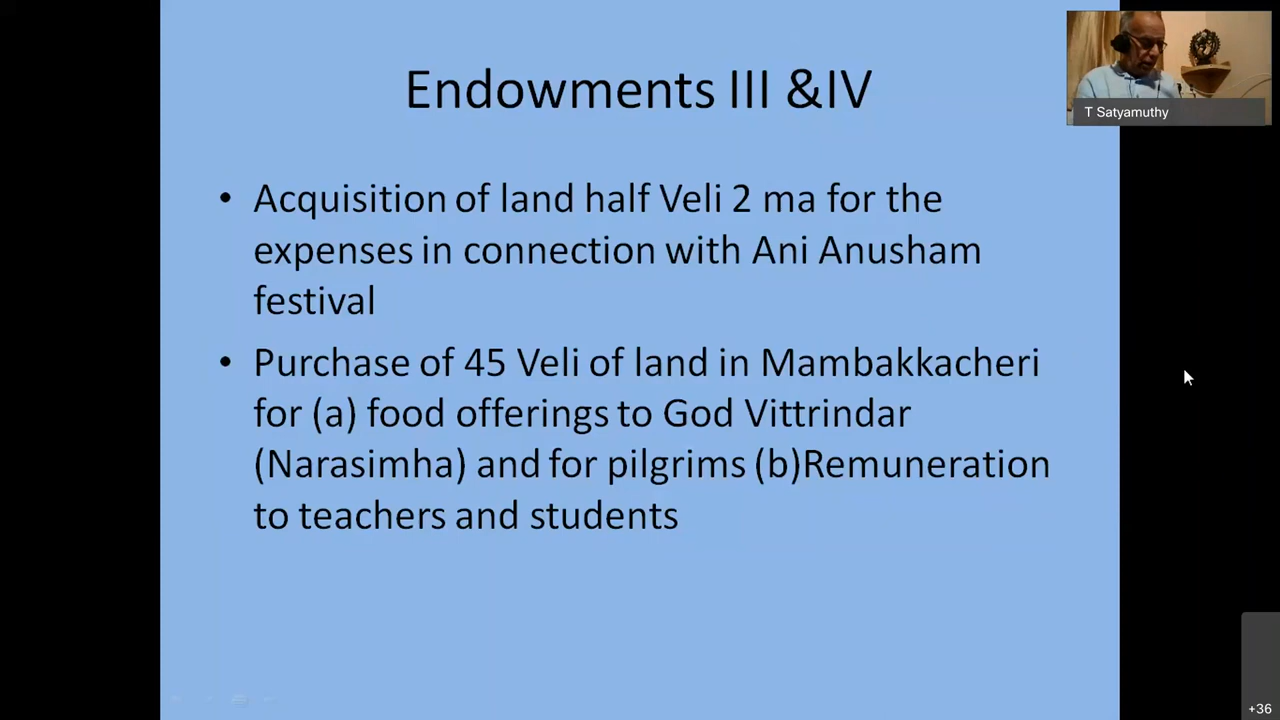 Endowments III &IV
T Satyamuthy
• Acquisition of land half Veli 2 ma for the
expenses in connection with Ani Anusham
festival
• Purchase of 45 Veli of land in Mambakkacheri
for (a) food offerings to God Vittrindar
(Narasimha) and for pilgrims (b)Remuneration
to teachers and students
+36